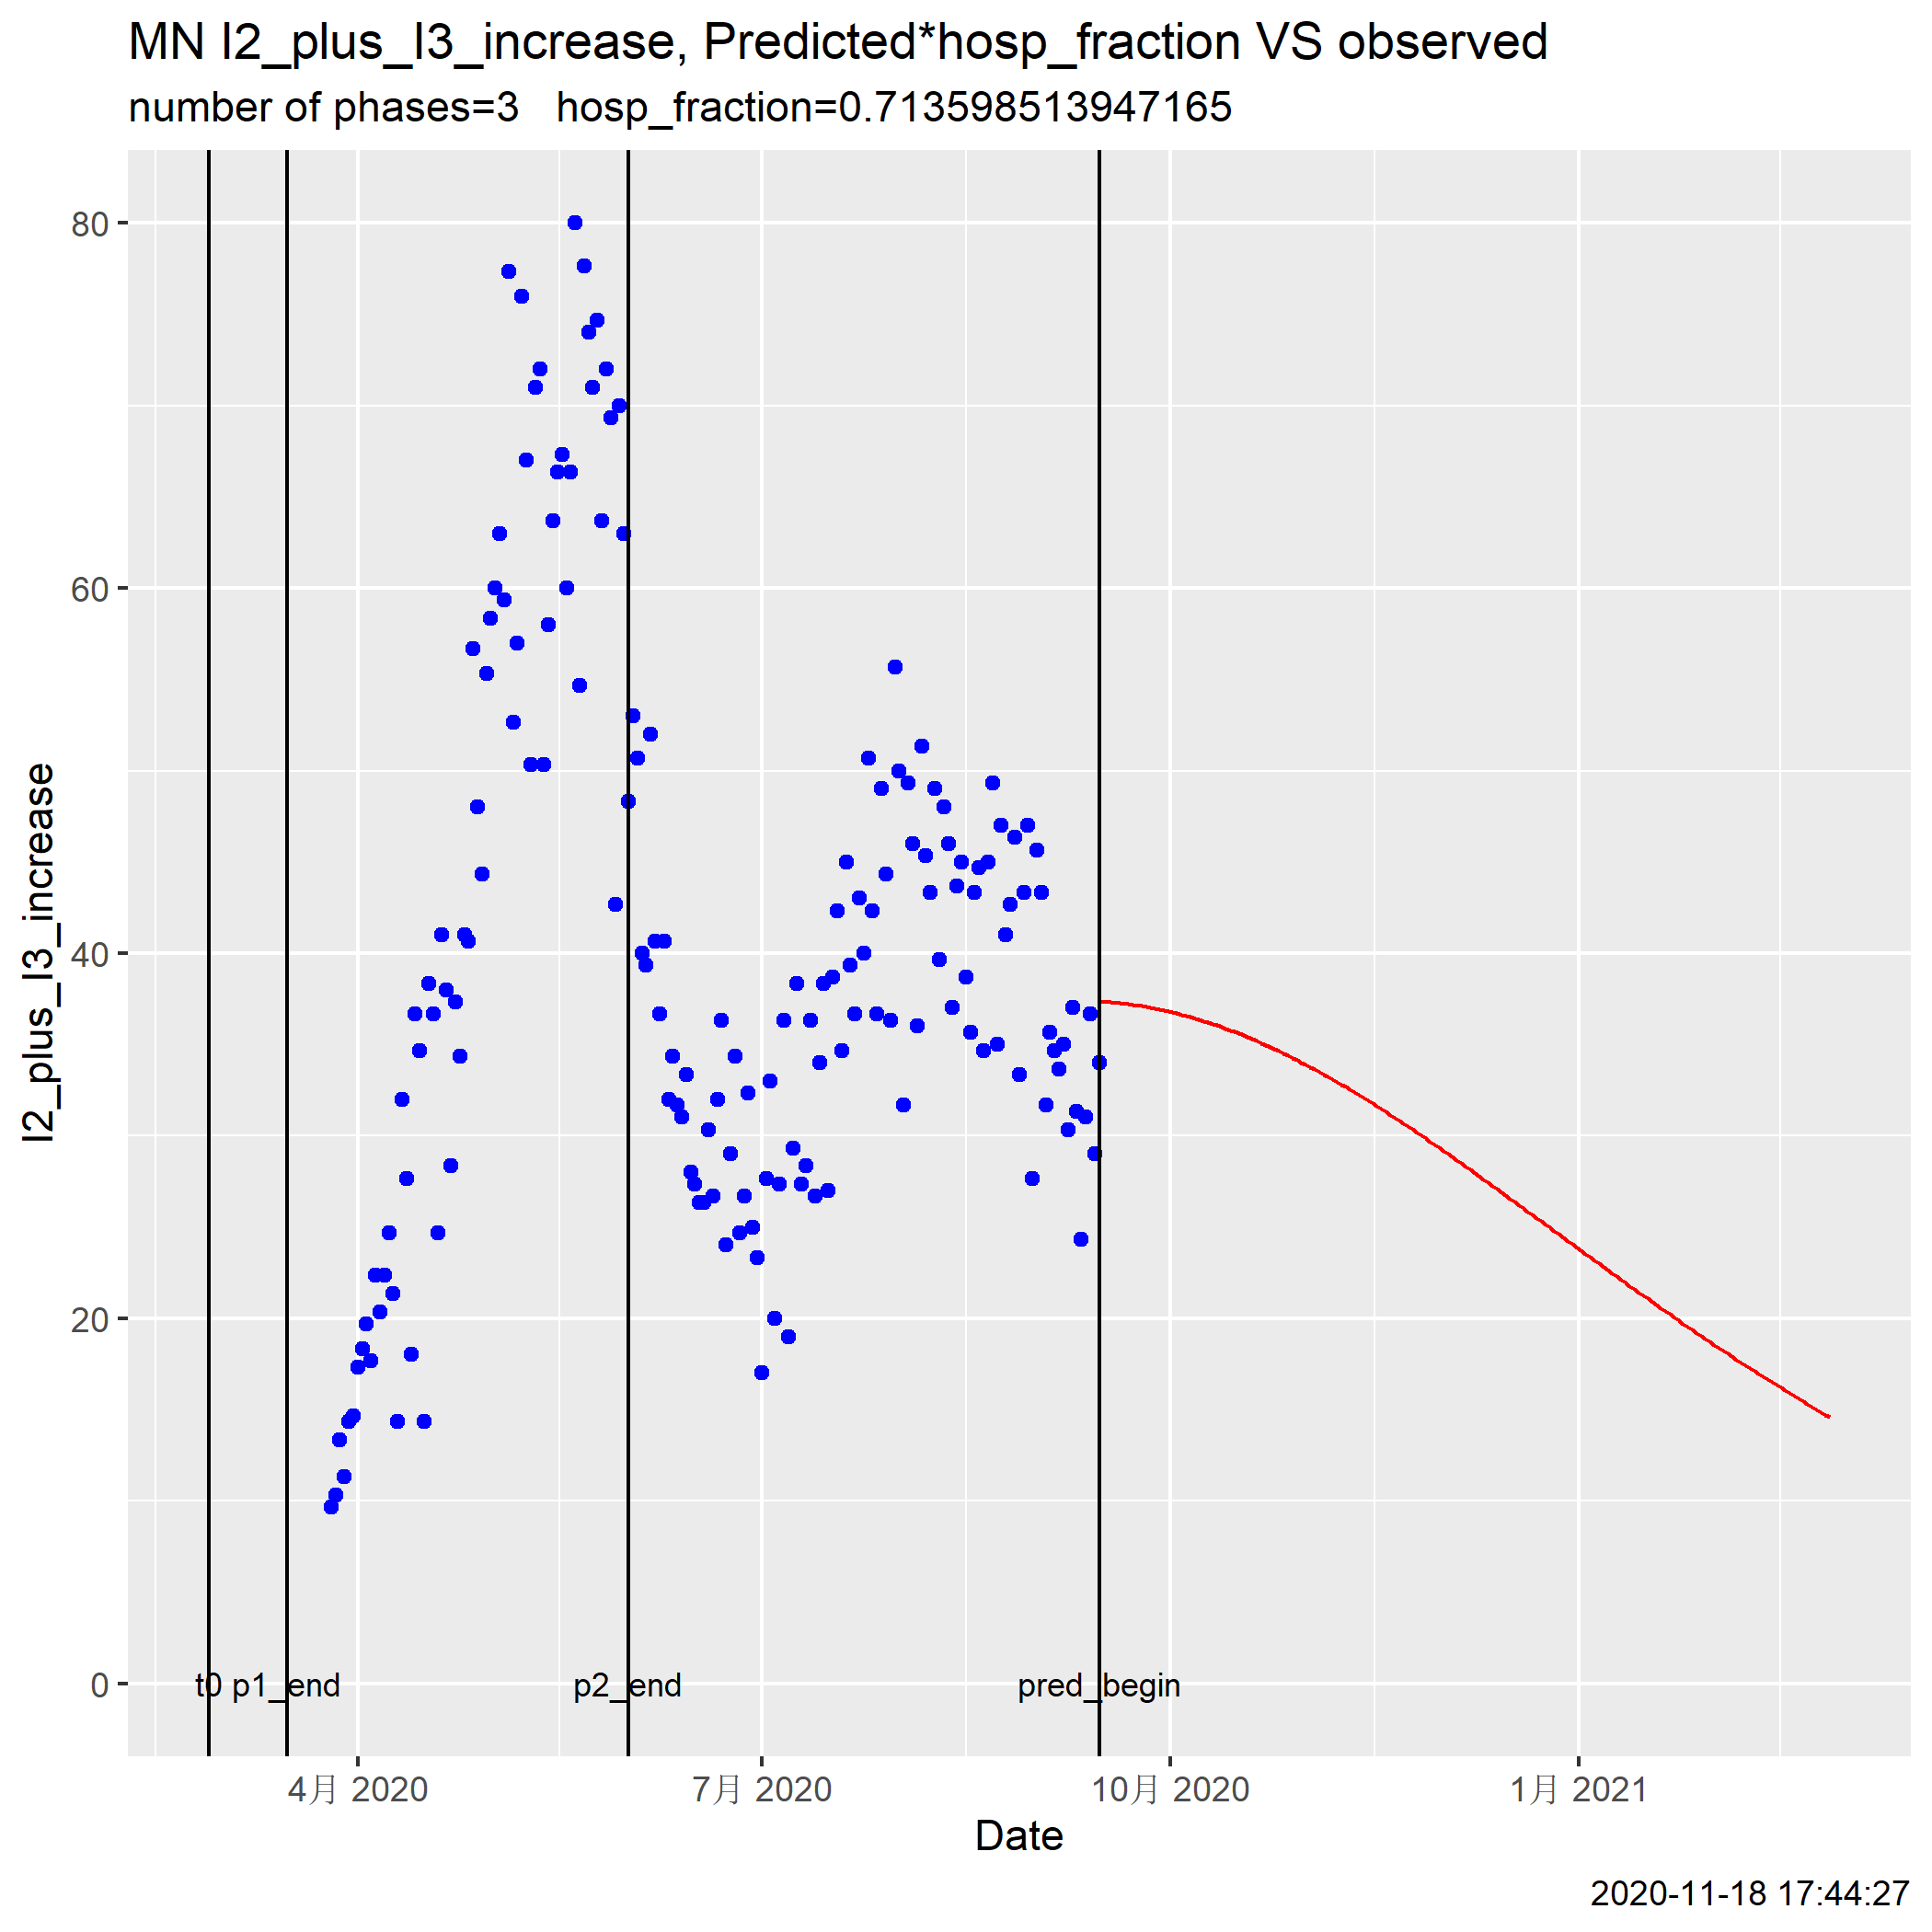 MN I2_plus_I3_increase, Predicted*hosp_fraction VS observed
number of phases=3   hosp_fraction=0.713598513947165
I2_plus_I3_increase
80
60
40
20
0
t0 p1_end p2_end pred_begin
4月 2020 7月 2020 10月 2020 1月 2021
Date
2020-11-18 17:44:27